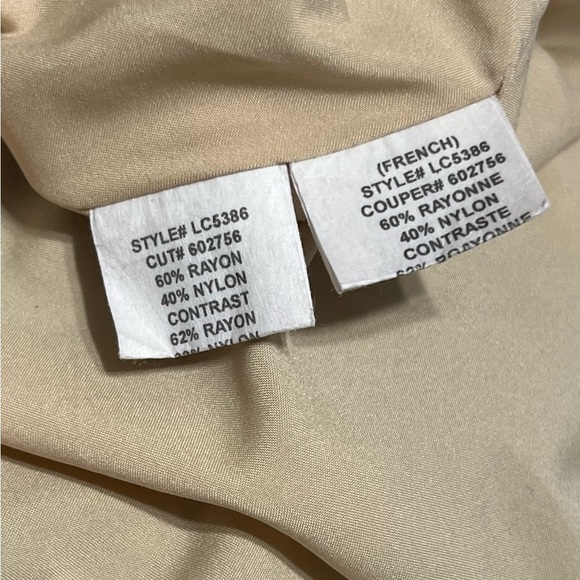 STYLE# LC5386
CUT# 602756
60% RAYON
40% NYLON
CONTRAST
62% RAYON
NYLON
(FRENCH)
STYLE# LC5386
COUPER# 602756
60% RAYONNE
40% NYLON
CONTRASTE